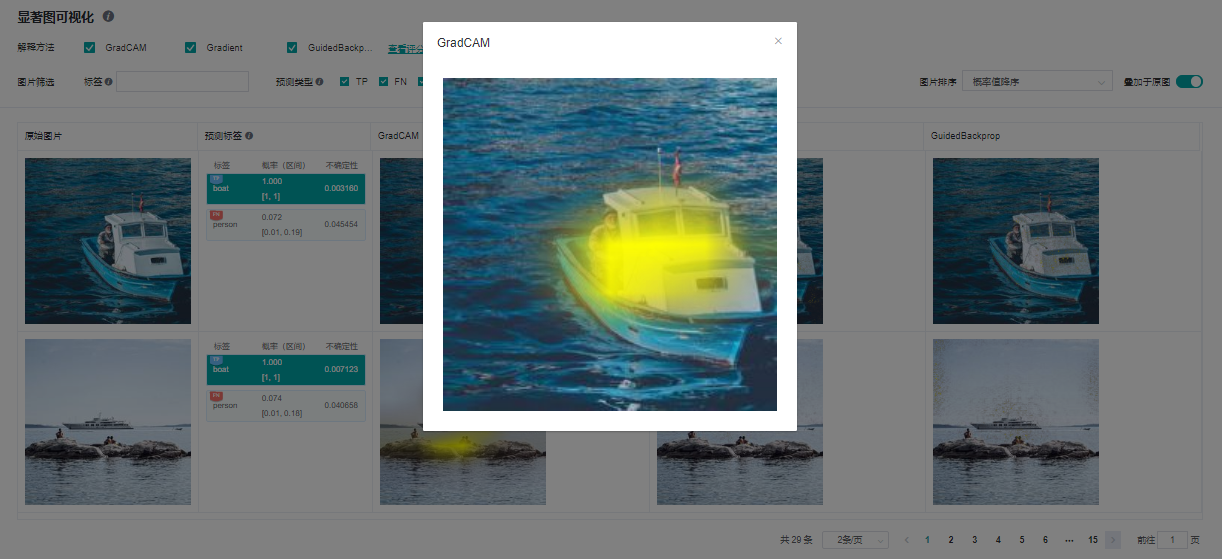 显著图可视化
解释方法 GradCAM Gradient GuidedBackp... 查看评分
图片筛选 标签 预测类型 TP FN 图片排序 概率值降序 叠加于原图
GradCAM
原始图片 预测标签 GradCAM GuidedBackprop
标签 概率（区间） 不确定性
TP
boat 1.000 0.003160
[1, 1]
FN
person 0.072 0.045454
[0.01, 0.19]
标签 概率（区间） 不确定性
TP
boat 1.000 0.007123
[1, 1]
FN
person 0.074 0.040658
[0.01, 0.18]
共 29 条 2条/页 1 2 3 4 5 6 ... 15 前往 1 页